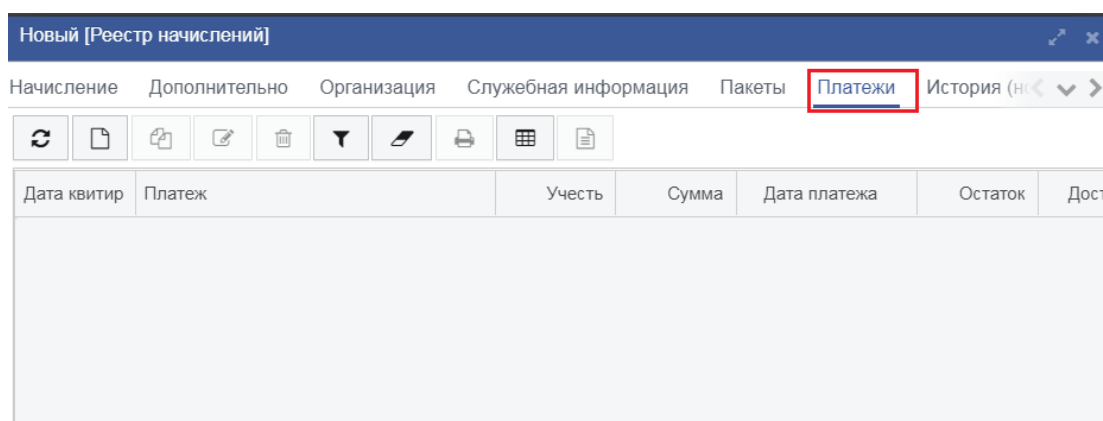 Новый [Реестр начислений]
Начисление Дополнительно Организация Служебная информация Пакеты Платежи История
Дата квитир Платеж Учесть Сумма Дата платежа Остаток Дост